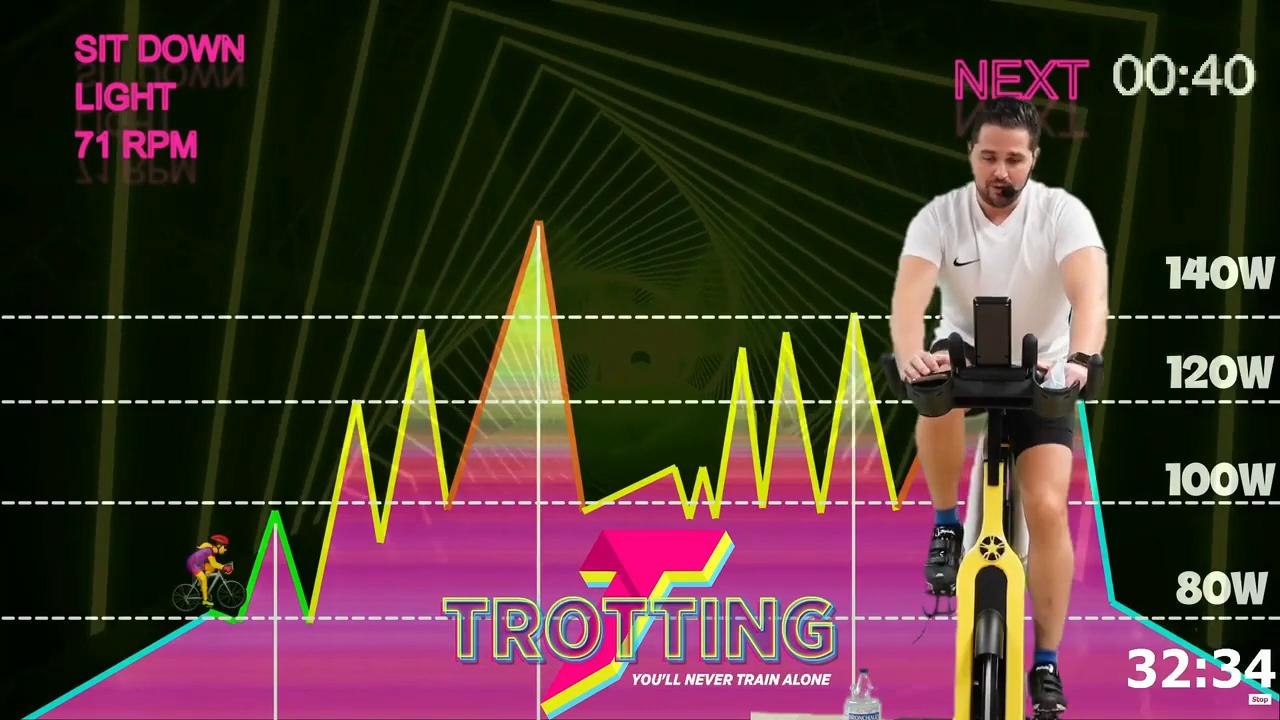 SIT DOWN
LIGHT
71 RPM
NEXT 00:40
140W
120W
100W
80W
TROTTING
YOU'LL NEVER TRAIN ALONE
32:34
Stop